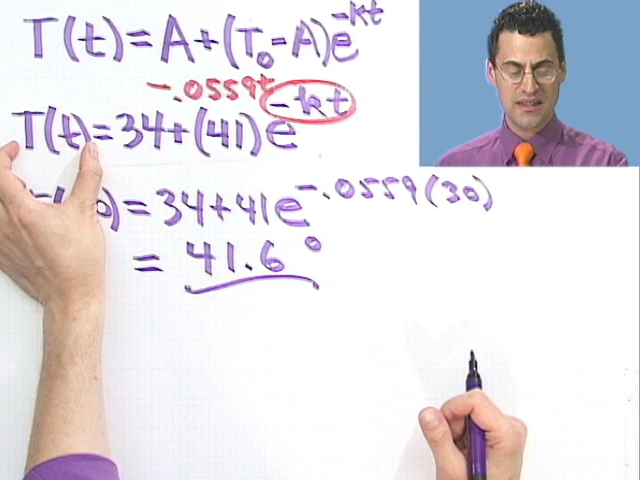 T(t) = A + (T₀ - A)e^-kt
-.0559t
T(t) = 34 + (41)e^-kt
) = 34 + 41e^-.0559(30)
= 41.6°